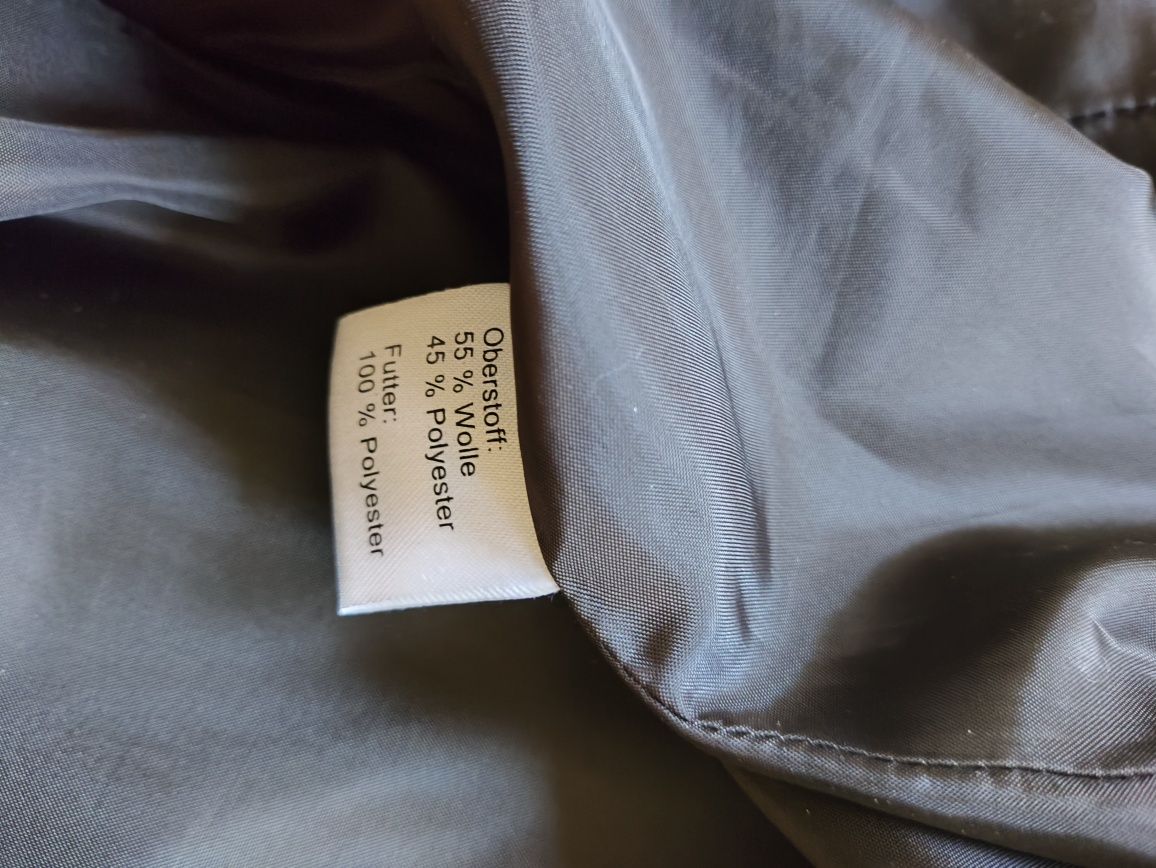 Oberstoff:
55 % Wolle
45 % Polyester
Futter:
100 % Polyester